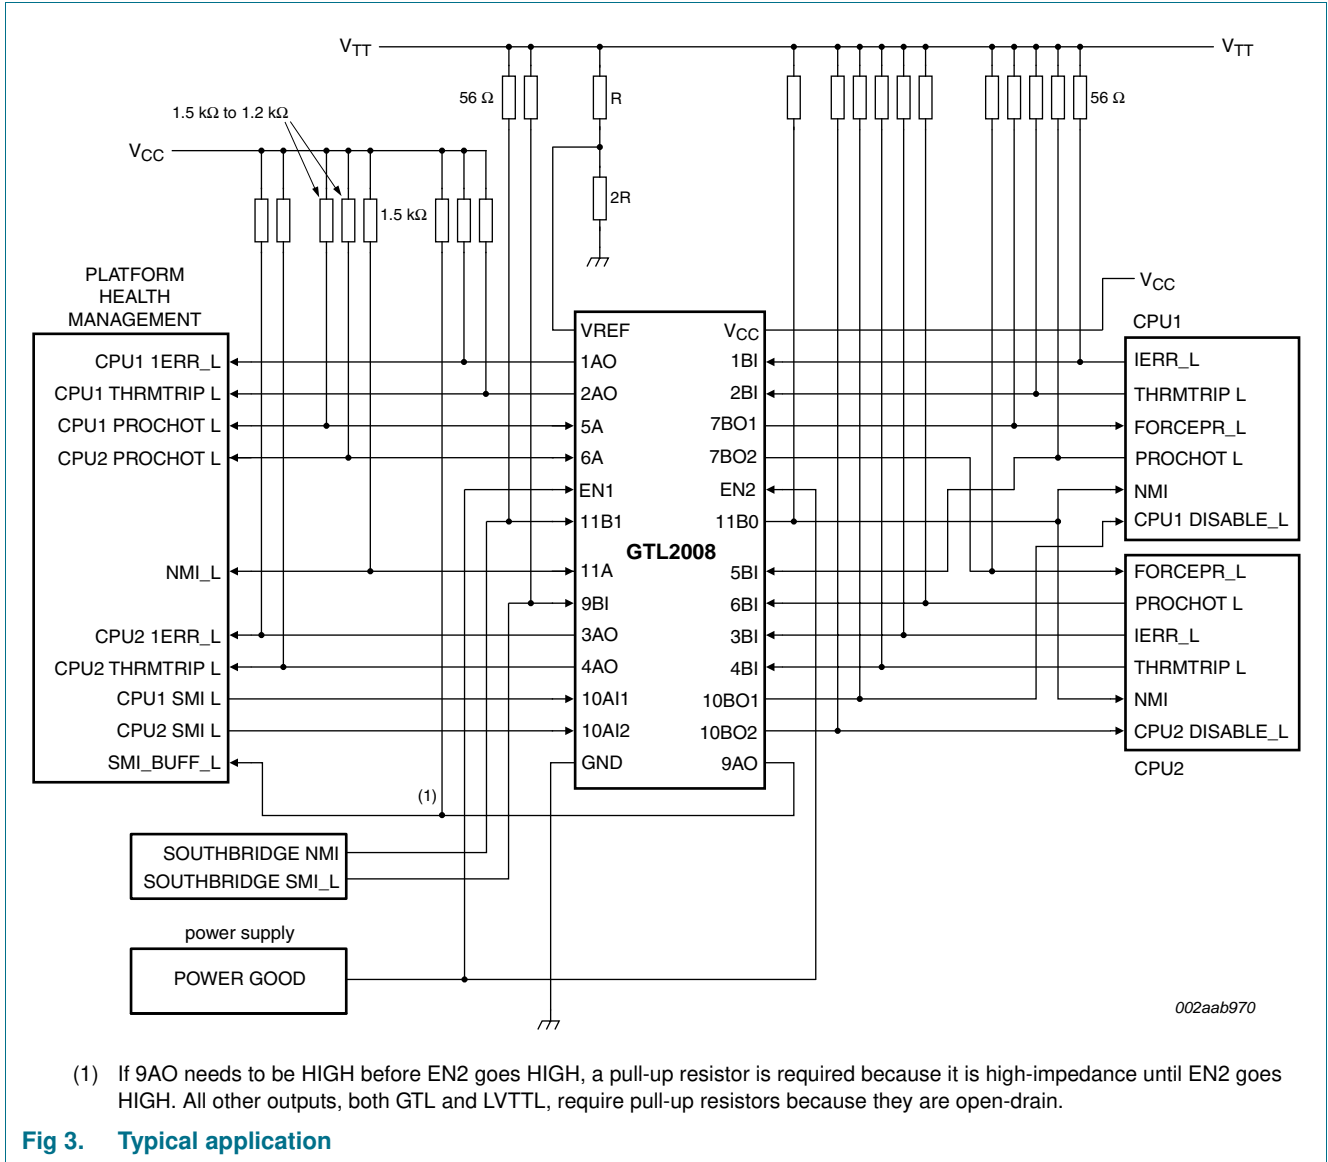 VTT
VTT
56 Ω
R
56 Ω
1.5 kΩ to 1.2 kΩ
VCC
2R
1.5 kΩ
PLATFORM
HEALTH
MANAGEMENT
VCC
CPU1
VREF
VCC
CPU1 1ERR_L
1AO
1BI
IERR_L
CPU1 THRMTRIP L
2AO
2BI
THRMTRIP L
CPU1 PROCHOT L
5A
7BO1
FORCEPR_L
CPU2 PROCHOT L
6A
7BO2
PROCHOT L
EN1
EN2
NMI
11B1
11B0
CPU1 DISABLE_L
GTL2008
NMI_L
11A
5BI
FORCEPR_L
9BI
6BI
PROCHOT L
CPU2 1ERR_L
3AO
3BI
IERR_L
CPU2 THRMTRIP L
4AO
4BI
THRMTRIP L
CPU1 SMI L
10AI1
10BO1
NMI
CPU2 SMI L
10AI2
10BO2
CPU2 DISABLE_L
SMI_BUFF_L
GND
9AO
CPU2
(1)
SOUTHBRIDGE NMI
SOUTHBRIDGE SMI_L
power supply
POWER GOOD
002aab970
(1) If 9AO needs to be HIGH before EN2 goes HIGH, a pull-up resistor is required because it is high-impedance until EN2 goes
HIGH. All other outputs, both GTL and LVTTL, require pull-up resistors because they are open-drain.
Fig 3. Typical application